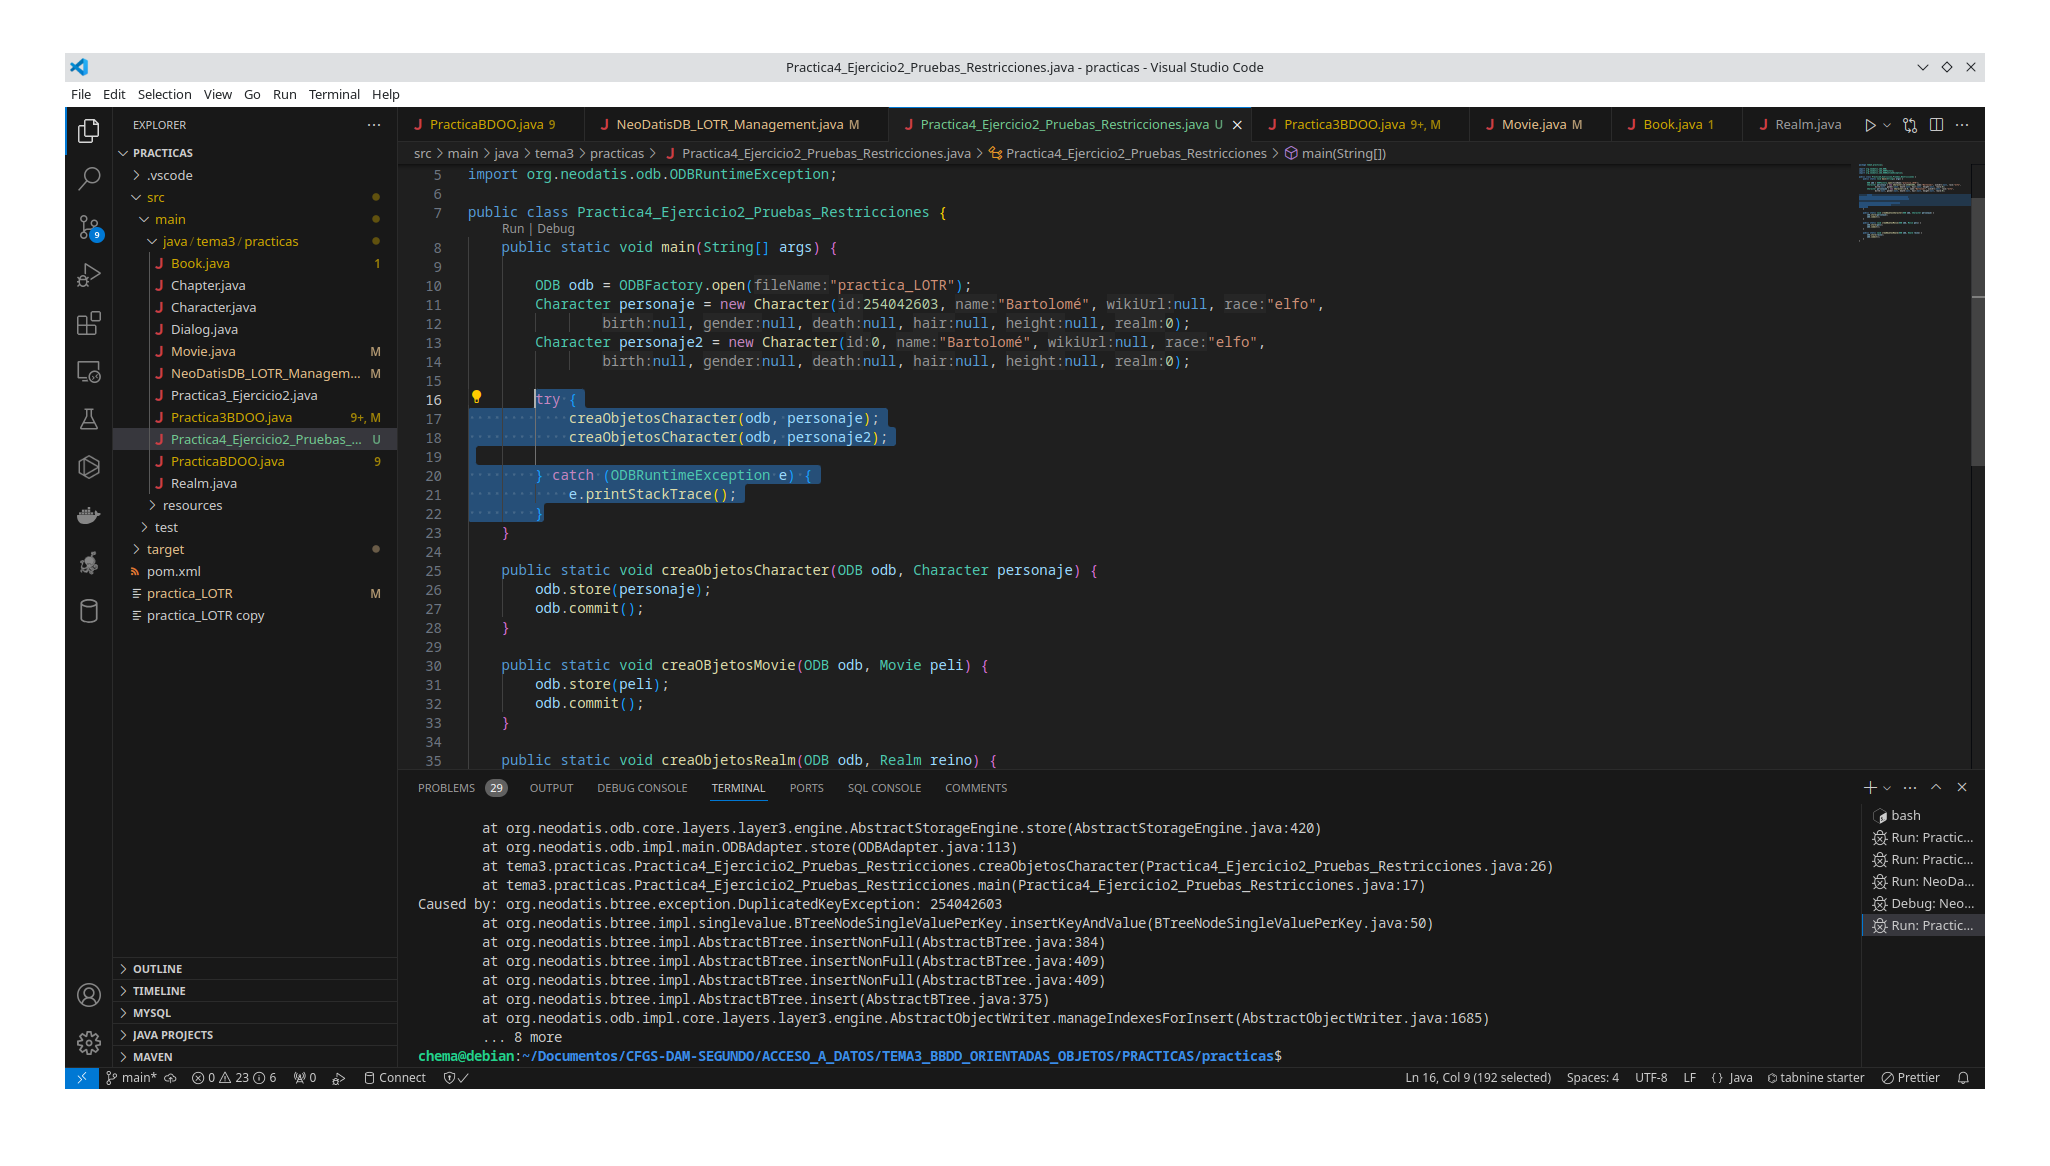 Practica4_Ejercicio2_Pruebas_Restricciones.java - practicas - Visual Studio Code
File Edit Selection View Go Run Terminal Help
EXPLORER ···
PRACTICAS
.vscode
src
main
java / tema3 / practicas
Book.java 1
Chapter.java
Character.java
Dialog.java
Movie.java M
NeoDatisDB_LOTR_Managem... M
Practica3_Ejercicio2.java
Practica3BDOO.java 9+, M
Practica4_Ejercicio2_Pruebas_... U
PracticaBDOO.java 9
Realm.java
resources
test
target
pom.xml
practica_LOTR M
practica_LOTR copy
OUTLINE
TIMELINE
MYSQL
JAVA PROJECTS
MAVEN
9
PracticaBDOO.java 9 NeoDatisDB_LOTR_Management.java M Practica4_Ejercicio2_Pruebas_Restricciones.java U Practica3BDOO.java 9+, M Movie.java M Book.java 1 Realm.java
src > main > java > tema3 > practicas > Practica4_Ejercicio2_Pruebas_Restricciones.java > Practica4_Ejercicio2_Pruebas_Restricciones > main(String[])
5 import org.neodatis.odb.ODBRuntimeException;
6
7 public class Practica4_Ejercicio2_Pruebas_Restricciones {
Run | Debug
8 public static void main(String[] args) {
9
10 ODB odb = ODBFactory.open(fileName:"practica_LOTR");
11 Character personaje = new Character(id:254042603, name:"Bartolomé", wikiUrl:null, race:"elfo",
12 birth:null, gender:null, death:null, hair:null, height:null, realm:0);
13 Character personaje2 = new Character(id:0, name:"Bartolomé", wikiUrl:null, race:"elfo",
14 birth:null, gender:null, death:null, hair:null, height:null, realm:0);
15
16 try {
17 creaObjetosCharacter(odb, personaje);
18 creaObjetosCharacter(odb, personaje2);
19
20 } catch (ODBRuntimeException e) {
21 e.printStackTrace();
22 }
23 }
24
25 public static void creaObjetosCharacter(ODB odb, Character personaje) {
26 odb.store(personaje);
27 odb.commit();
28 }
29
30 public static void creaOBjetosMovie(ODB odb, Movie peli) {
31 odb.store(peli);
32 odb.commit();
33 }
34
35 public static void creaObjetosRealm(ODB odb, Realm reino) {
PROBLEMS 29 OUTPUT DEBUG CONSOLE TERMINAL PORTS SQL CONSOLE COMMENTS
at org.neodatis.odb.core.layers.layer3.engine.AbstractStorageEngine.store(AbstractStorageEngine.java:420)
at org.neodatis.odb.impl.main.ODBAdapter.store(ODBAdapter.java:113)
at tema3.practicas.Practica4_Ejercicio2_Pruebas_Restricciones.creaObjetosCharacter(Practica4_Ejercicio2_Pruebas_Restricciones.java:26)
at tema3.practicas.Practica4_Ejercicio2_Pruebas_Restricciones.main(Practica4_Ejercicio2_Pruebas_Restricciones.java:17)
Caused by: org.neodatis.btree.exception.DuplicatedKeyException: 254042603
at org.neodatis.btree.impl.singlevalue.BTreeNodeSingleValuePerKey.insertKeyAndValue(BTreeNodeSingleValuePerKey.java:50)
at org.neodatis.btree.impl.AbstractBTree.insertNonFull(AbstractBTree.java:384)
at org.neodatis.btree.impl.AbstractBTree.insertNonFull(AbstractBTree.java:409)
at org.neodatis.btree.impl.AbstractBTree.insertNonFull(AbstractBTree.java:409)
at org.neodatis.btree.impl.AbstractBTree.insert(AbstractBTree.java:375)
at org.neodatis.odb.impl.core.layers.layer3.engine.AbstractObjectWriter.manageIndexesForInsert(AbstractObjectWriter.java:1685)
... 8 more
chema@debian:~/Documentos/CFGS-DAM-SEGUNDO/ACCESO_A_DATOS/TEMA3_BBDD_ORIENTADAS_OBJETOS/PRACTICAS/practicas$
bash
Run: Practic...
Run: Practic...
Run: NeoDa...
Debug: Neo...
Run: Practic...
main* 0 23 6 0 Connect Ln 16, Col 9 (192 selected) Spaces: 4 UTF-8 LF {} Java tabnine starter Prettier